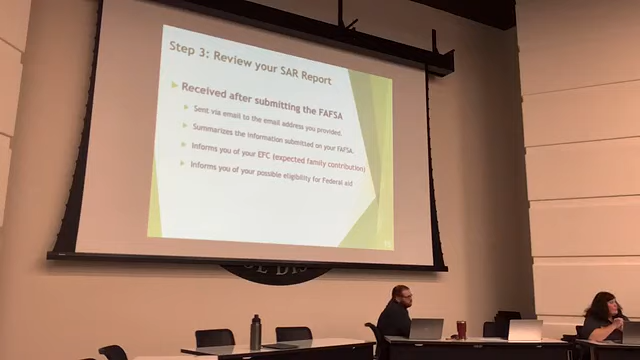 Step 3: Review your SAR Report
Received after submitting the FAFSA
Sent via email to the email address you provided.
Summarizes the information submitted on your FAFSA.
Informs you of your EFC (expected family contribution)
Informs you of your possible eligibility for Federal aid